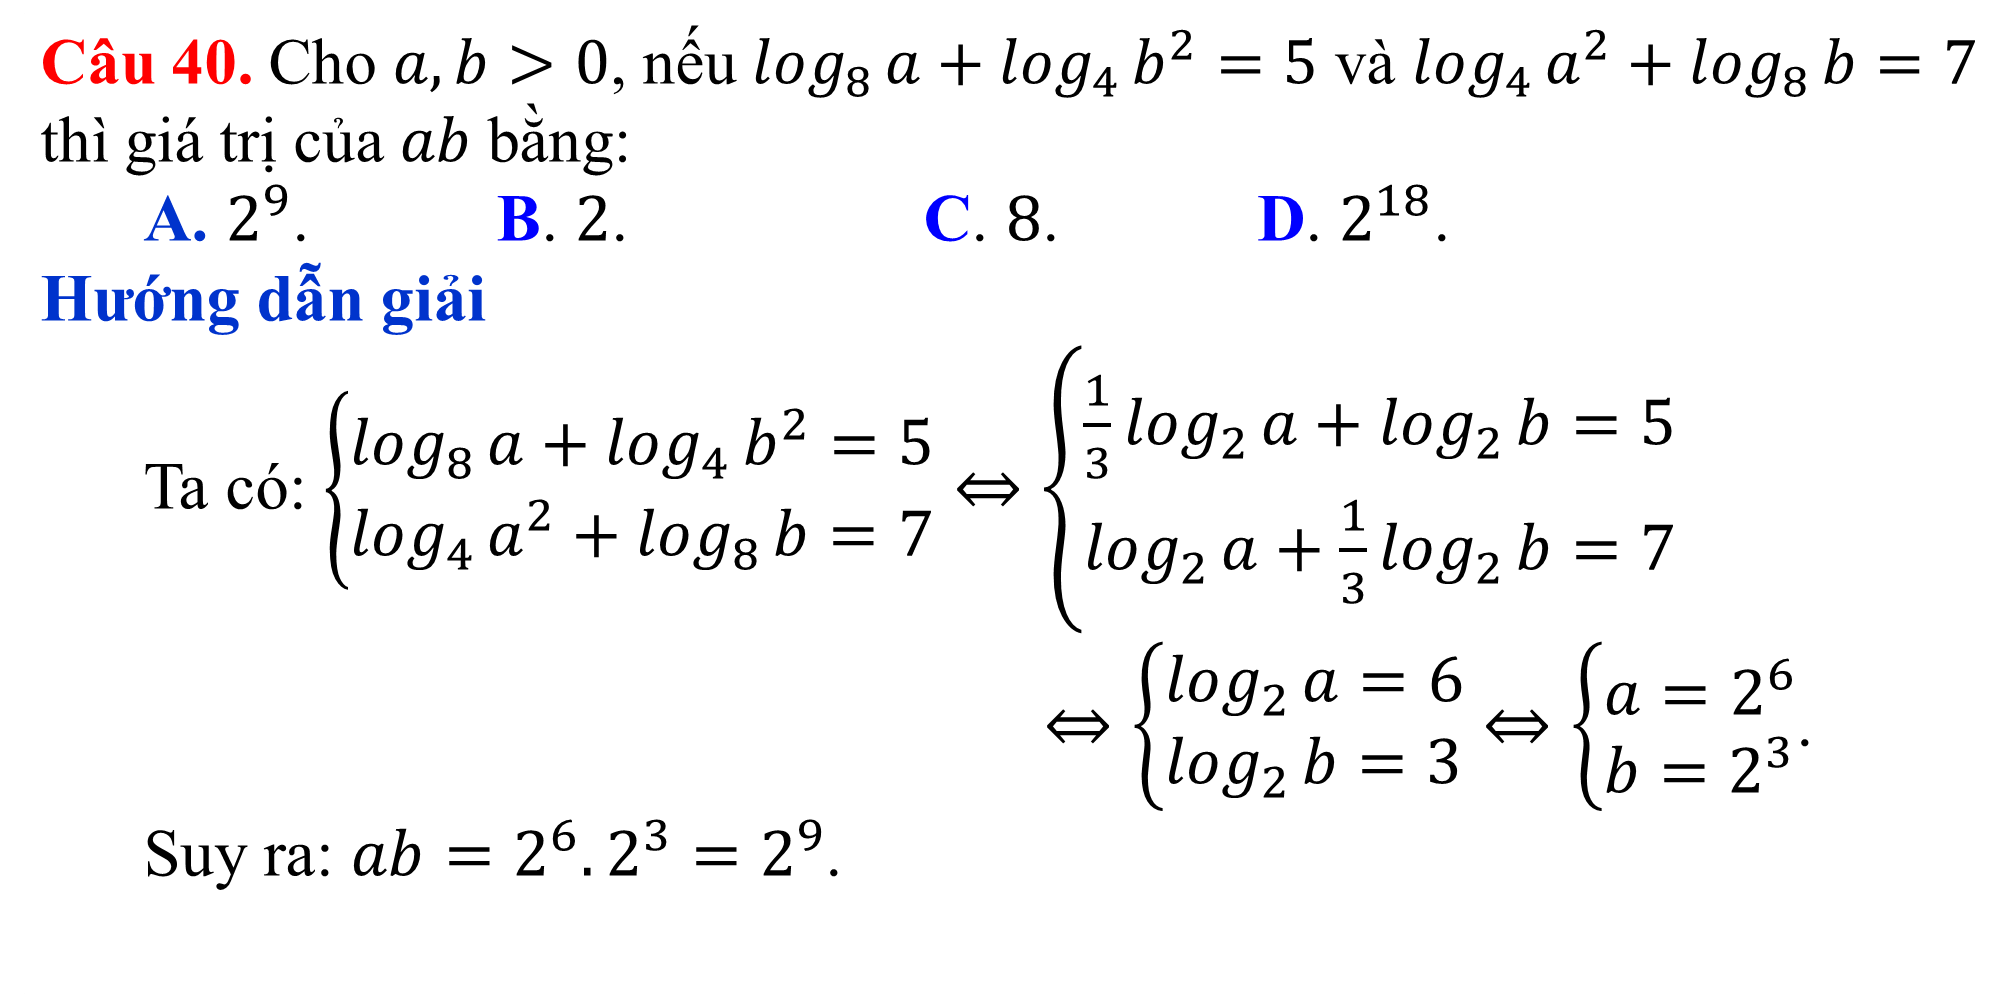 Câu 40. Cho a, b > 0, nếu log₈ a + log₄ b² = 5 và log₄ a² + log₈ b = 7
thì giá trị của ab bằng:
A. 2⁹. B. 2. C. 8. D. 2¹⁸.
Hướng dẫn giải
Ta có: {log₈ a + log₄ b² = 5; log₄ a² + log₈ b = 7 ⇔ {1/3 log₂ a + log₂ b = 5; log₂ a + 1/3 log₂ b = 7
⇔ {log₂ a = 6; log₂ b = 3 ⇔ {a = 2⁶; b = 2³.
Suy ra: ab = 2⁶. 2³ = 2⁹.